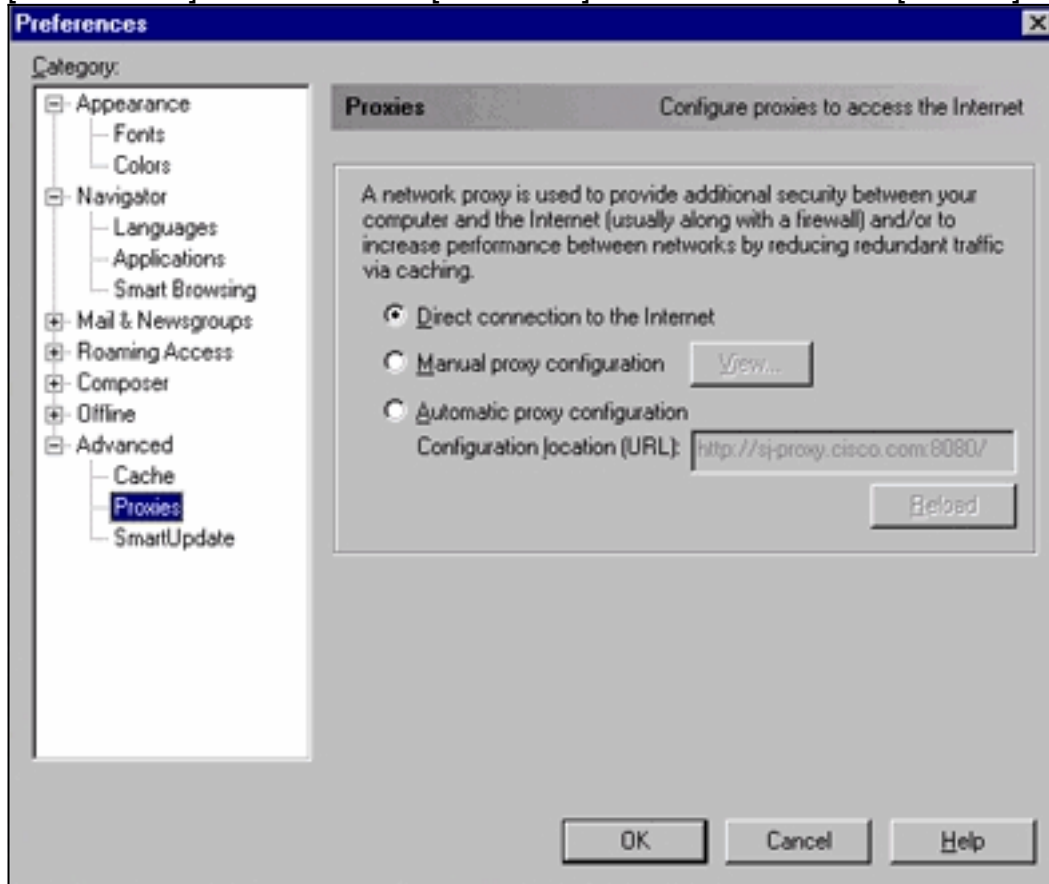 Preferences
Category:
Appearance
Fonts
Colors
Navigator
Languages
Applications
Smart Browsing
Mail & Newsgroups
Roaming Access
Composer
Offline
Advanced
Cache
Proxies
SmartUpdate
Proxies Configure proxies to access the Internet
A network proxy is used to provide additional security between your
computer and the Internet (usually along with a firewall) and/or to
increase performance between networks by reducing redundant traffic
via caching.
Direct connection to the Internet
Manual proxy configuration View...
Automatic proxy configuration
Configuration location (URL): http://sj-proxy.cisco.com:8080/
Reload
OK Cancel Help